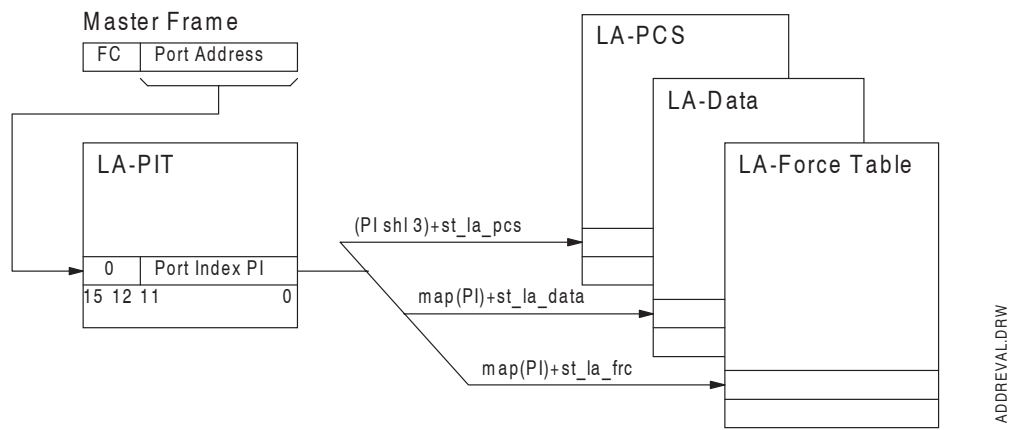 Master Frame
FC Port Address
LA-PIT
0 Port Index PI
15 12 11 0
(PI shl 3)+st_la_pcs
map(PI)+st_la_data
map(PI)+st_la_frc
LA-PCS
LA-Data
LA-Force Table
ADDREVAL.DRW